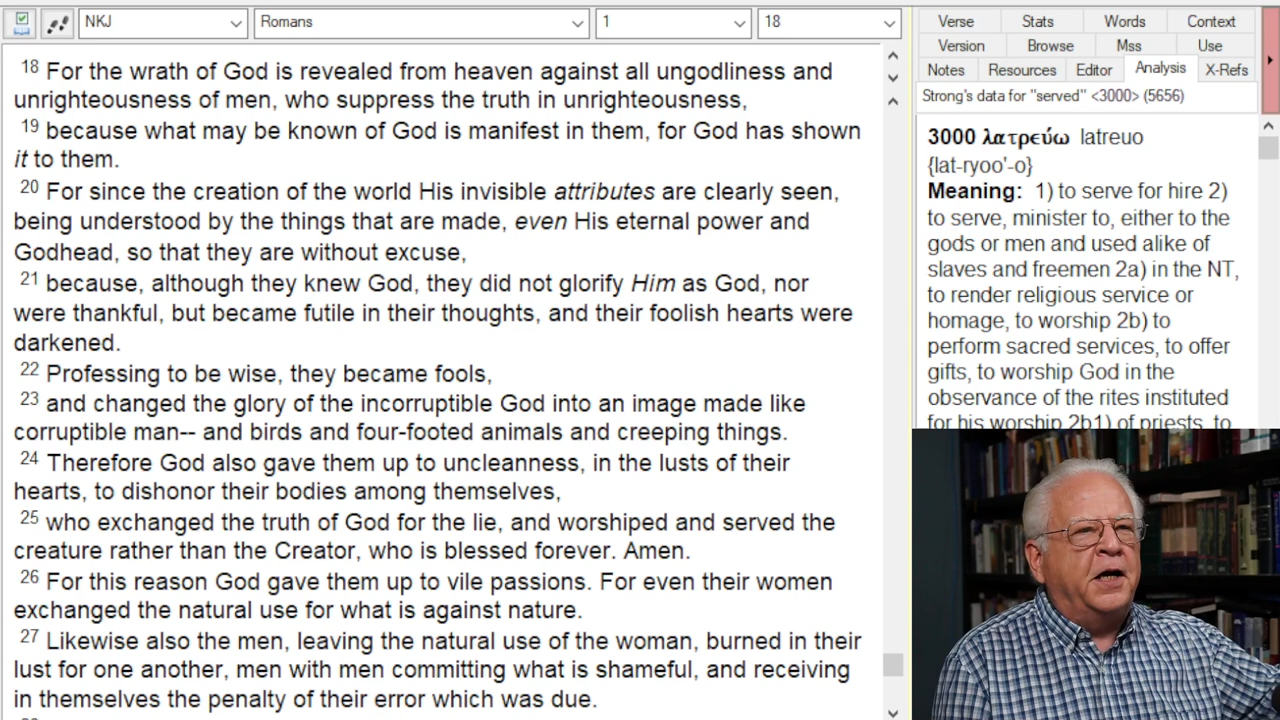 NKJ Romans 1 18
18 For the wrath of God is revealed from heaven against all ungodliness and
unrighteousness of men, who suppress the truth in unrighteousness,
19 because what may be known of God is manifest in them, for God has shown
it to them.
20 For since the creation of the world His invisible attributes are clearly seen,
being understood by the things that are made, even His eternal power and
Godhead, so that they are without excuse,
21 because, although they knew God, they did not glorify Him as God, nor
were thankful, but became futile in their thoughts, and their foolish hearts were
darkened.
22 Professing to be wise, they became fools,
23 and changed the glory of the incorruptible God into an image made like
corruptible man-- and birds and four-footed animals and creeping things.
24 Therefore God also gave them up to uncleanness, in the lusts of their
hearts, to dishonor their bodies among themselves,
25 who exchanged the truth of God for the lie, and worshiped and served the
creature rather than the Creator, who is blessed forever. Amen.
26 For this reason God gave them up to vile passions. For even their women
exchanged the natural use for what is against nature.
27 Likewise also the men, leaving the natural use of the woman, burned in their
lust for one another, men with men committing what is shameful, and receiving
in themselves the penalty of their error which was due.
Verse Stats Words Context
Version Browse Mss Use
Notes Resources Editor Analysis X-Refs
Strong's data for "served" <3000> (5656)
3000 λατρεύω latreuo
{lat-ryoo'-o}
Meaning: 1) to serve for hire 2)
to serve, minister to, either to the
gods or men and used alike of
slaves and freemen 2a) in the NT,
to render religious service or
homage, to worship 2b) to
perform sacred services, to offer
gifts, to worship God in the
observance of the rites instituted
for his worship 2b1) of priests, to